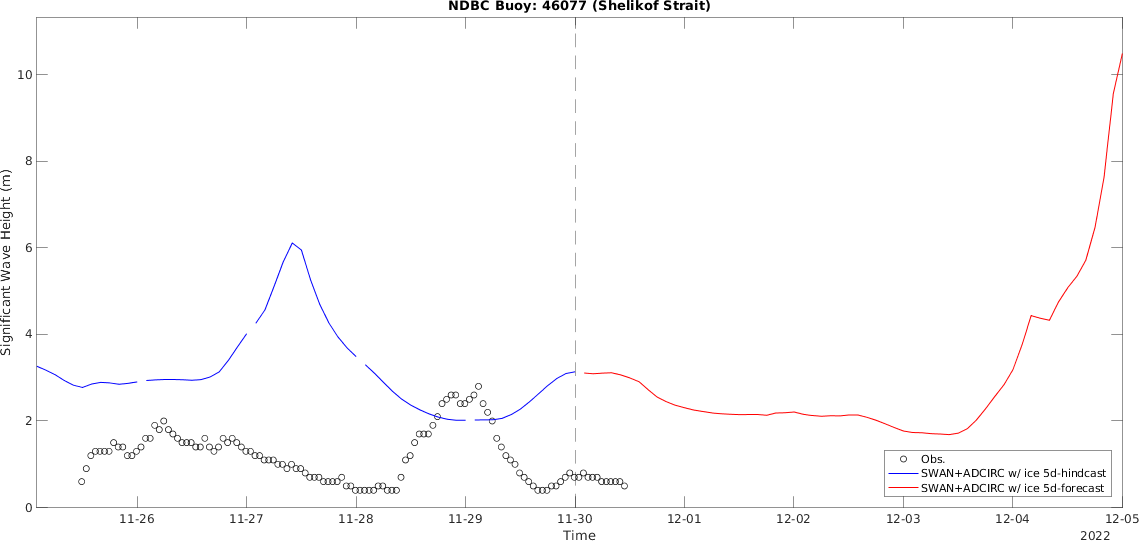 NDBC Buoy: 46077 (Shelikof Strait)
Significant Wave Height (m)
10
8
6
4
2
0
Obs.
SWAN+ADCIRC w/ ice 5d-hindcast
SWAN+ADCIRC w/ ice 5d-forecast
11-26 11-27 11-28 11-29 11-30 12-01 12-02 12-03 12-04 12-05
Time
2022